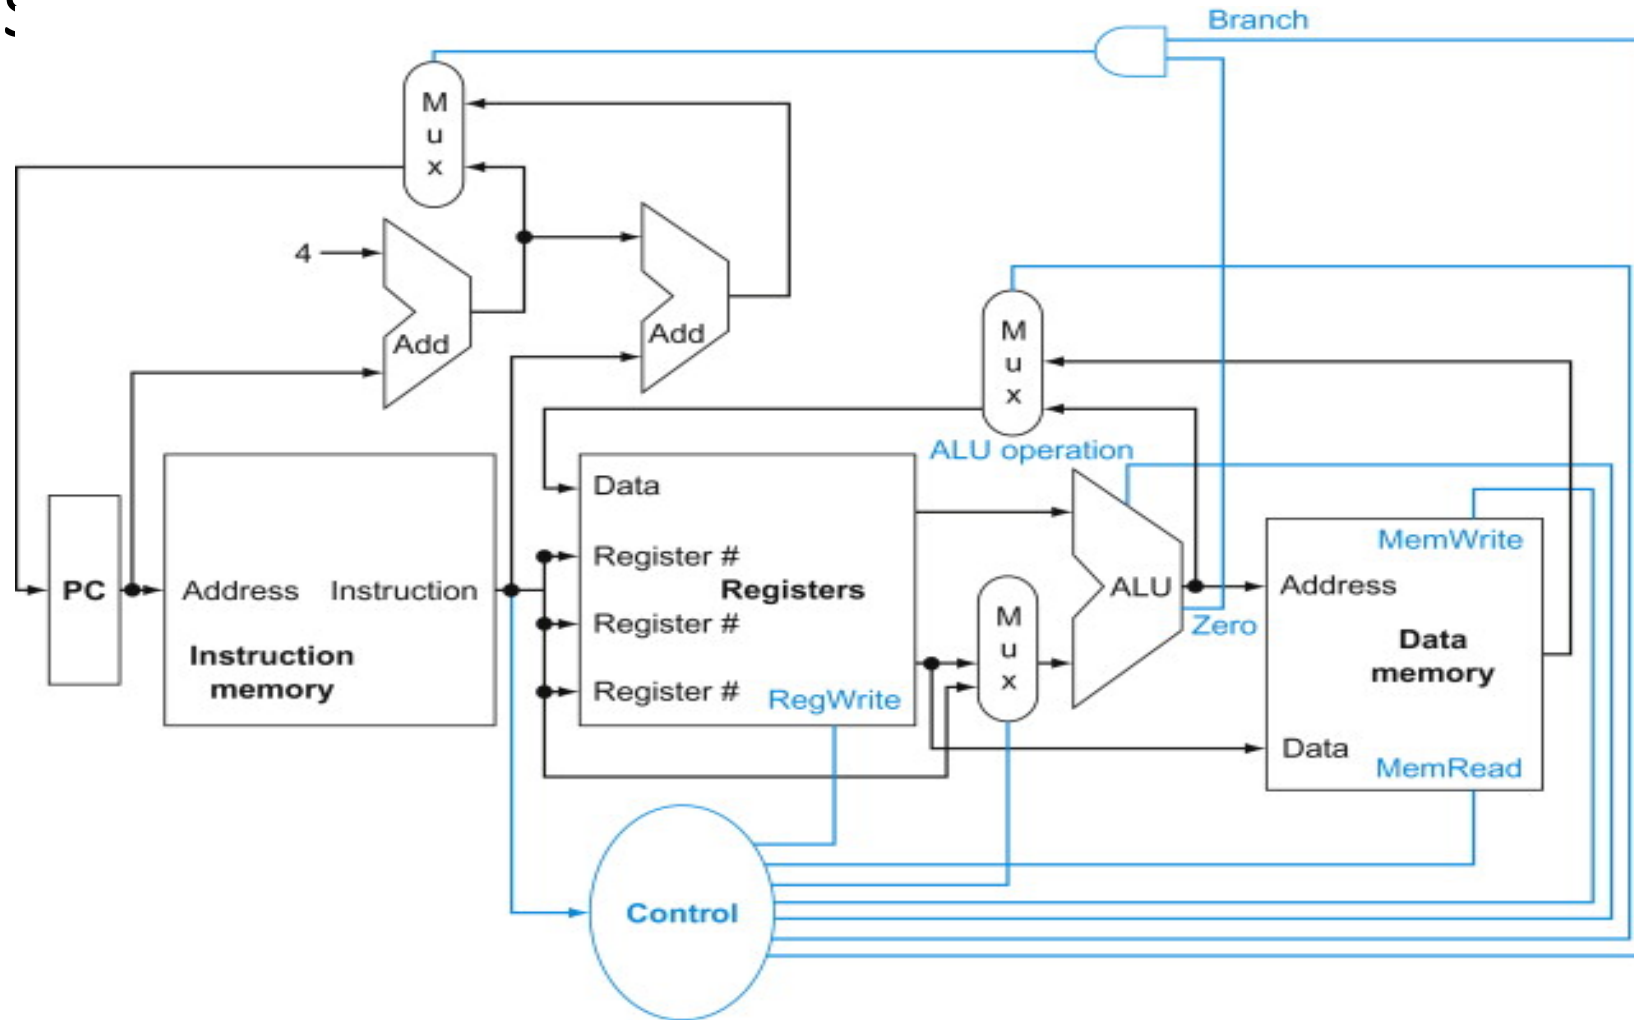 Branch
M
u
x
4
Add
Add
M
u
x
ALU operation
Data
Register #
Registers
Register #
Register #
RegWrite
PC
Address
Instruction
Instruction
memory
M
u
x
ALU
Zero
MemWrite
Address
Data
memory
Data
MemRead
Control